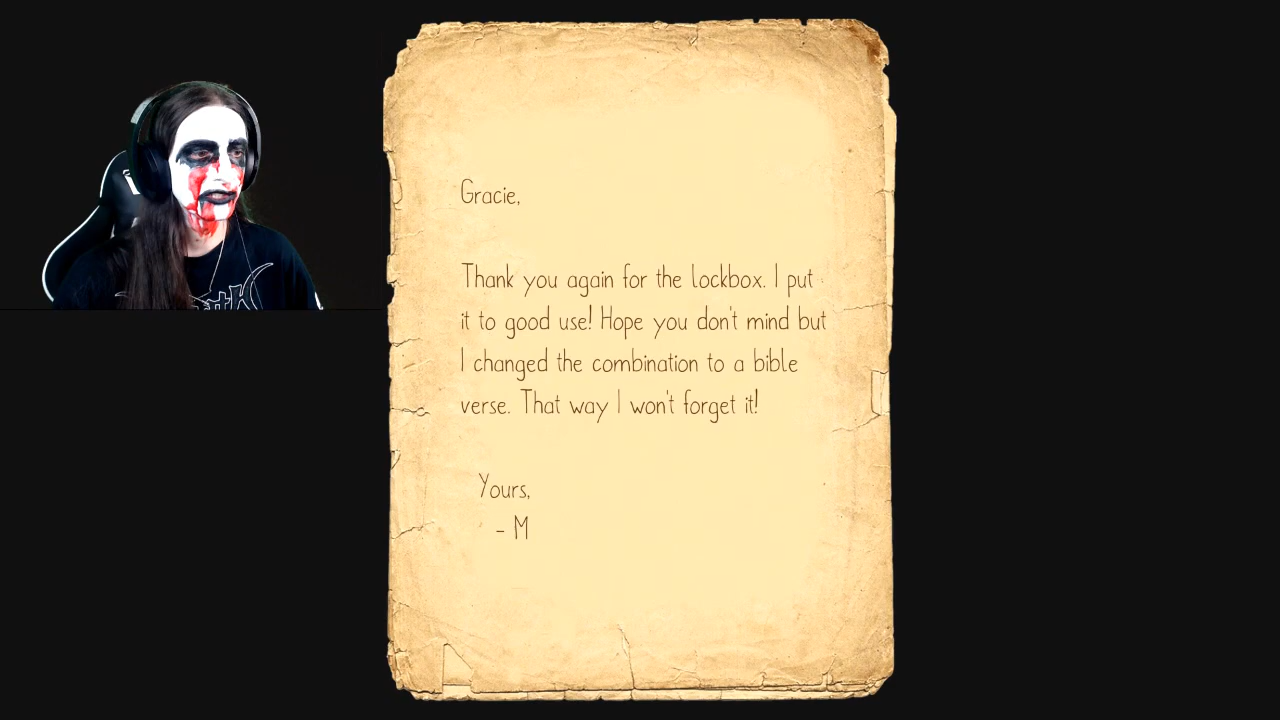 Gracie,
Thank you again for the lockbox. I put
it to good use! Hope you don't mind but
I changed the combination to a bible
verse. That way I won't forget it!
Yours,
- M